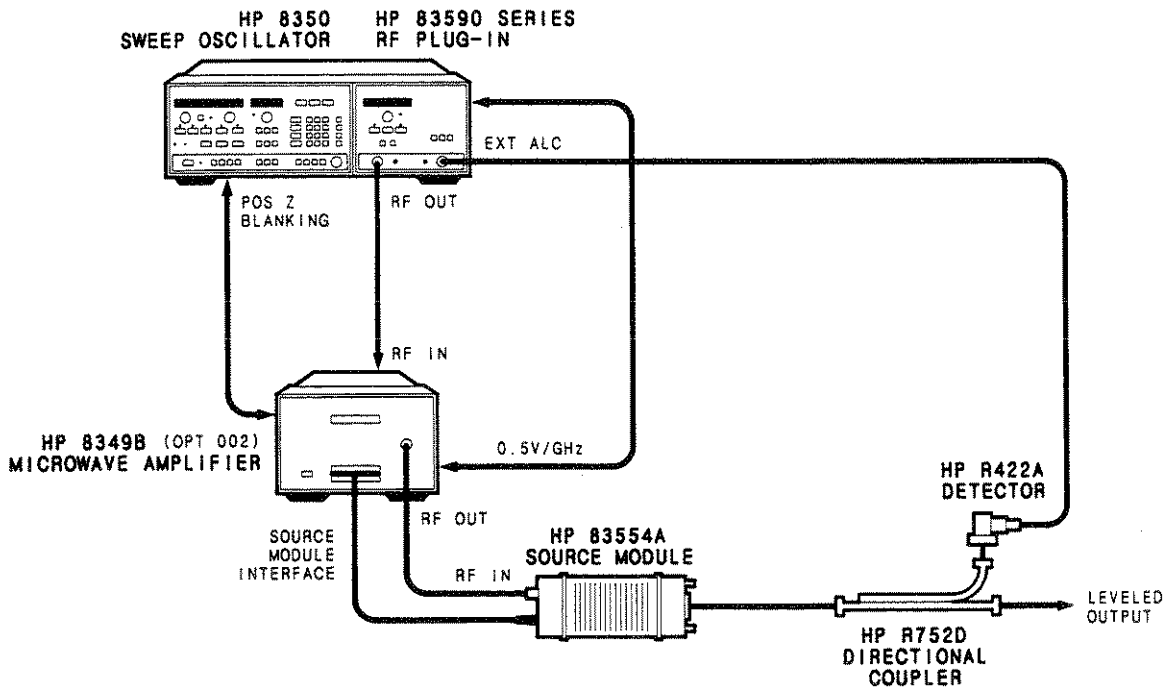 HP 8350
SWEEP OSCILLATOR
HP 83590 SERIES
RF PLUG-IN
EXT ALC
POS Z
BLANKING
RF OUT
RF IN
HP 8349B (OPT 002)
MICROWAVE AMPLIFIER
0.5V/GHz
HP R422A
DETECTOR
RF OUT
SOURCE
MODULE
INTERFACE
HP 83554A
SOURCE MODULE
RF IN
LEVELED
OUTPUT
HP R752D
DIRECTIONAL
COUPLER